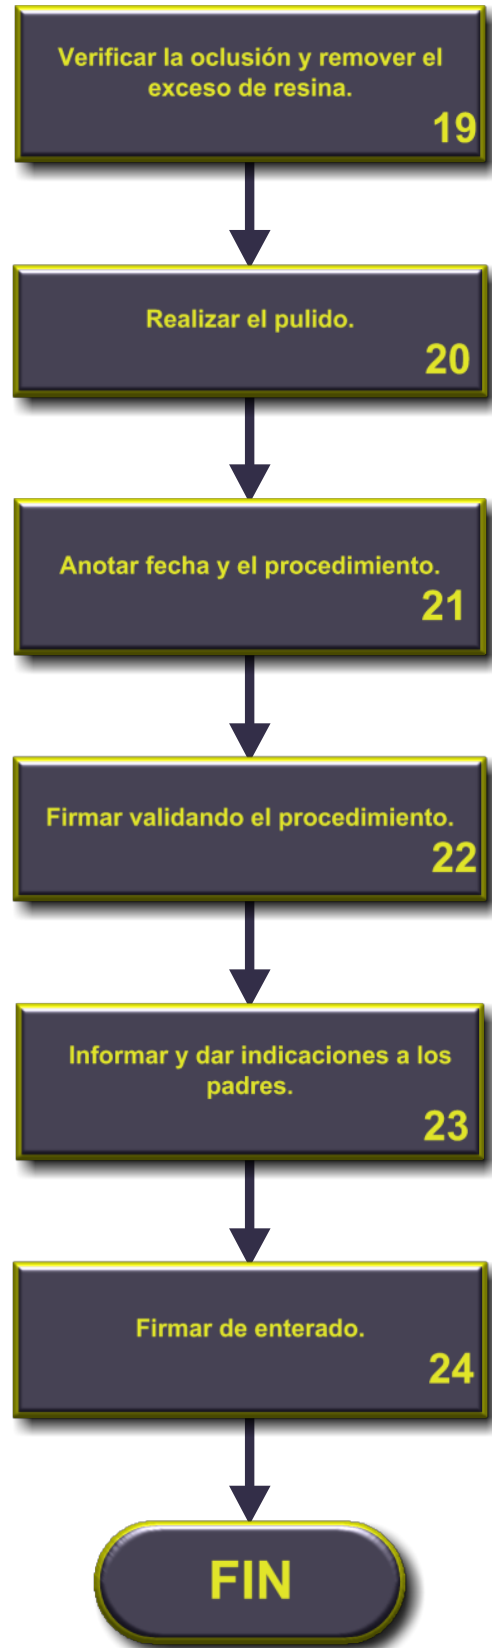 Verificar la oclusión y remover el
exceso de resina.
19
Realizar el pulido.
20
Anotar fecha y el procedimiento.
21
Firmar validando el procedimiento.
22
Informar y dar indicaciones a los
padres.
23
Firmar de enterado.
24
FIN